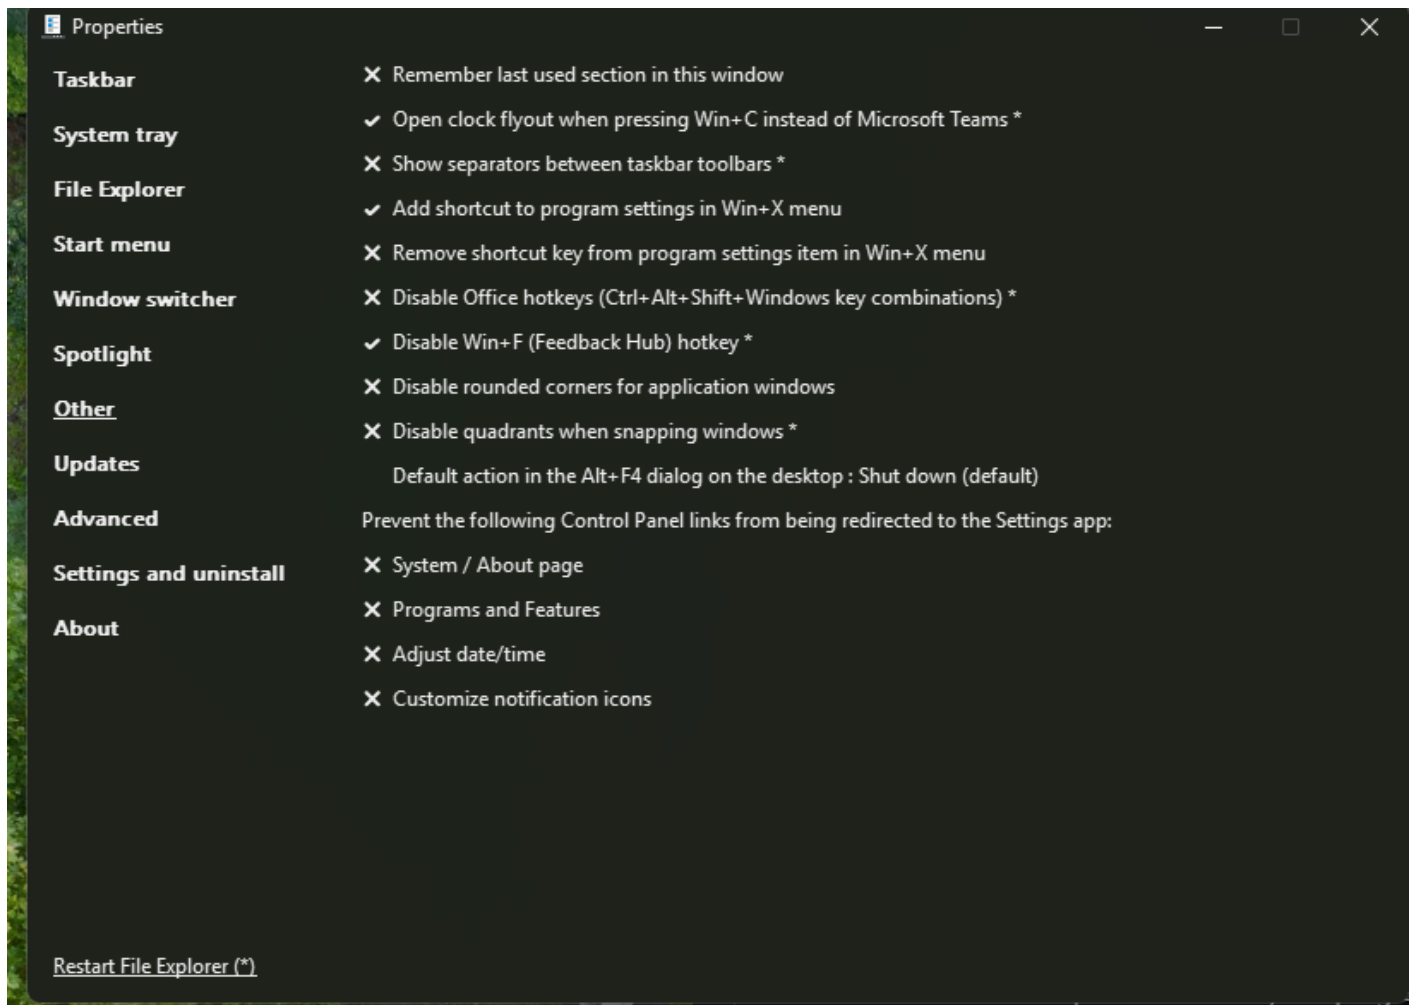 Properties
Taskbar
System tray
File Explorer
Start menu
Window switcher
Spotlight
Other
Updates
Advanced
Settings and uninstall
About
Remember last used section in this window
Open clock flyout when pressing Win+C instead of Microsoft Teams *
Show separators between taskbar toolbars *
Add shortcut to program settings in Win+X menu
Remove shortcut key from program settings item in Win+X menu
Disable Office hotkeys (Ctrl+Alt+Shift+Windows key combinations) *
Disable Win+F (Feedback Hub) hotkey *
Disable rounded corners for application windows
Disable quadrants when snapping windows *
Default action in the Alt+F4 dialog on the desktop : Shut down (default)
Prevent the following Control Panel links from being redirected to the Settings app:
System / About page
Programs and Features
Adjust date/time
Customize notification icons
Restart File Explorer (*)